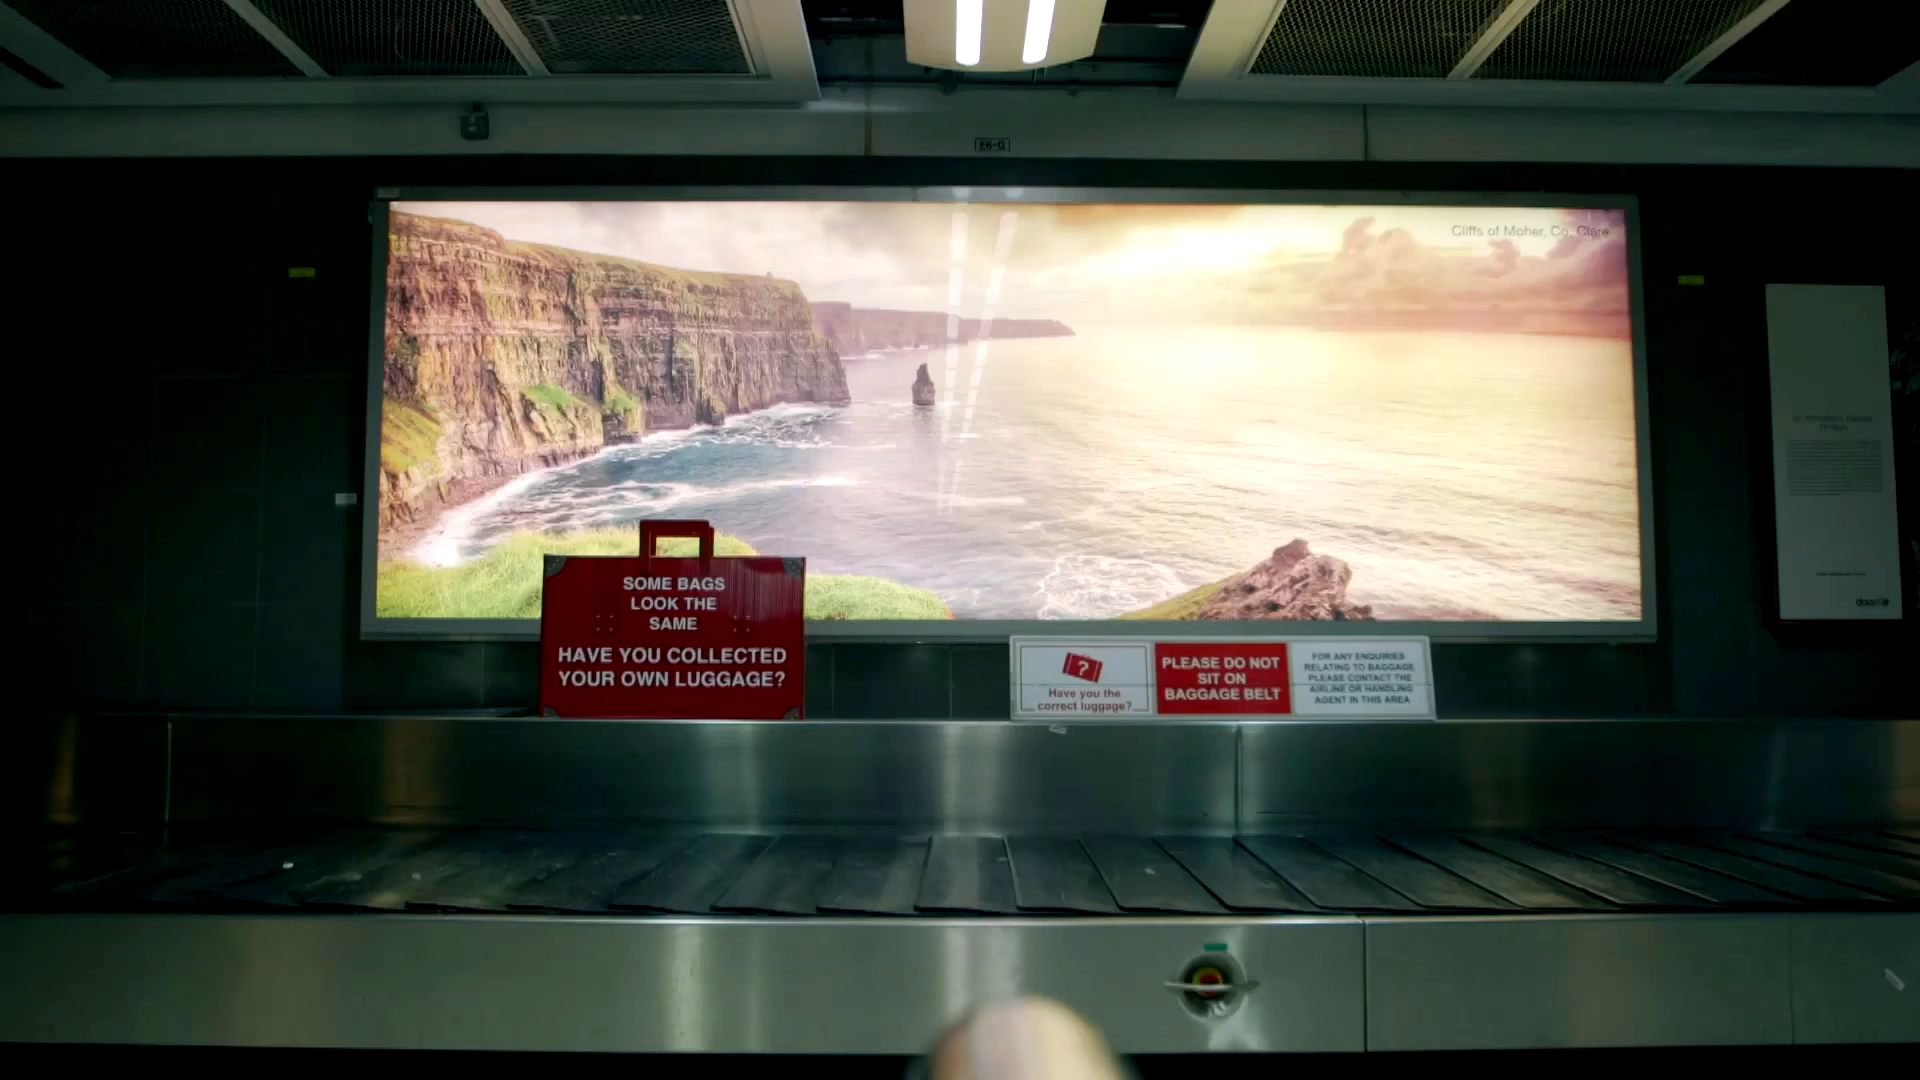 E6-G
Cliffs of Moher, Co. Clare
SOME BAGS
LOOK THE
SAME
HAVE YOU COLLECTED
YOUR OWN LUGGAGE?
?
Have you the
correct luggage?
PLEASE DO NOT
SIT ON
BAGGAGE BELT
FOR ANY ENQUIRIES
RELATING TO BAGGAGE
PLEASE CONTACT THE
AIRLINE OR HANDLING
AGENT IN THIS AREA